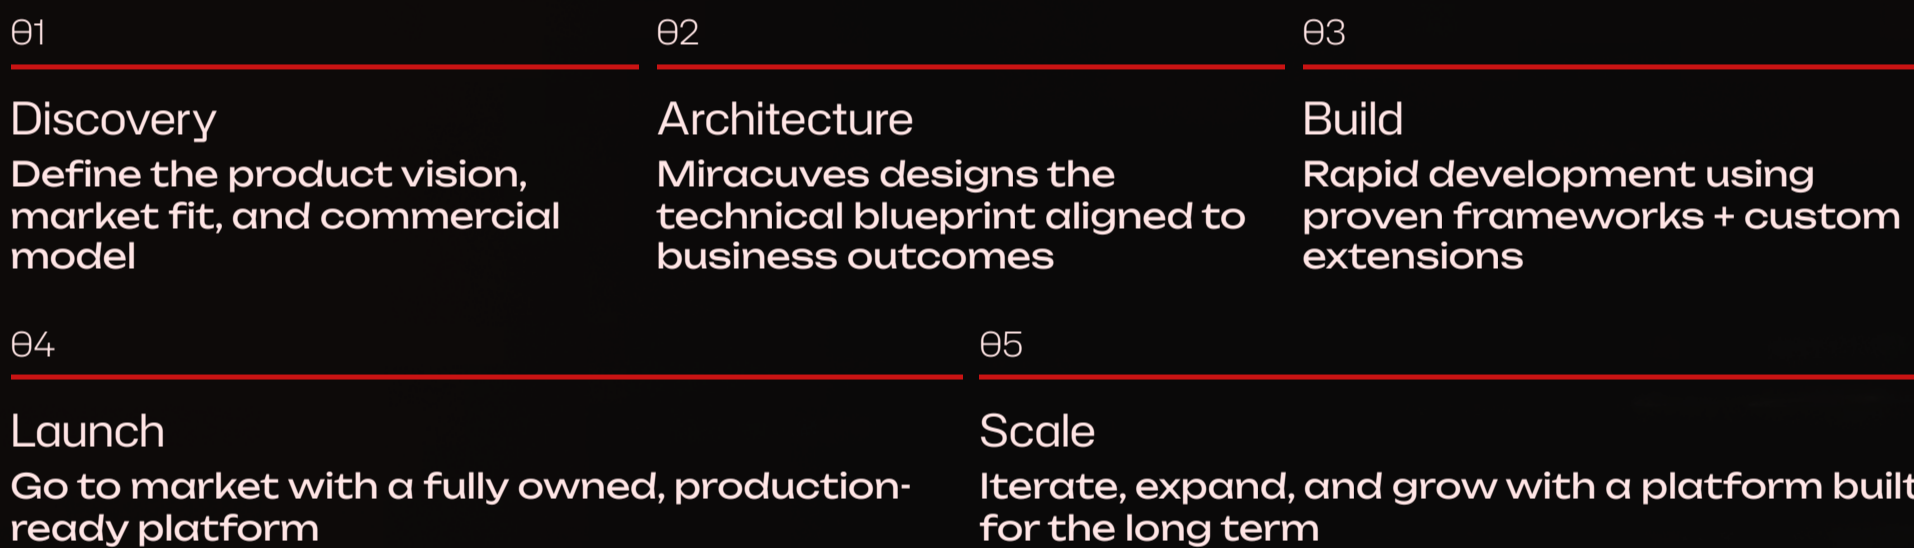 01
Discovery
Define the product vision,
market fit, and commercial
model
02
Architecture
Miracuves designs the
technical blueprint aligned to
business outcomes
03
Build
Rapid development using
proven frameworks + custom
extensions
04
Launch
Go to market with a fully owned, production-
ready platform
05
Scale
Iterate, expand, and grow with a platform built
for the long term